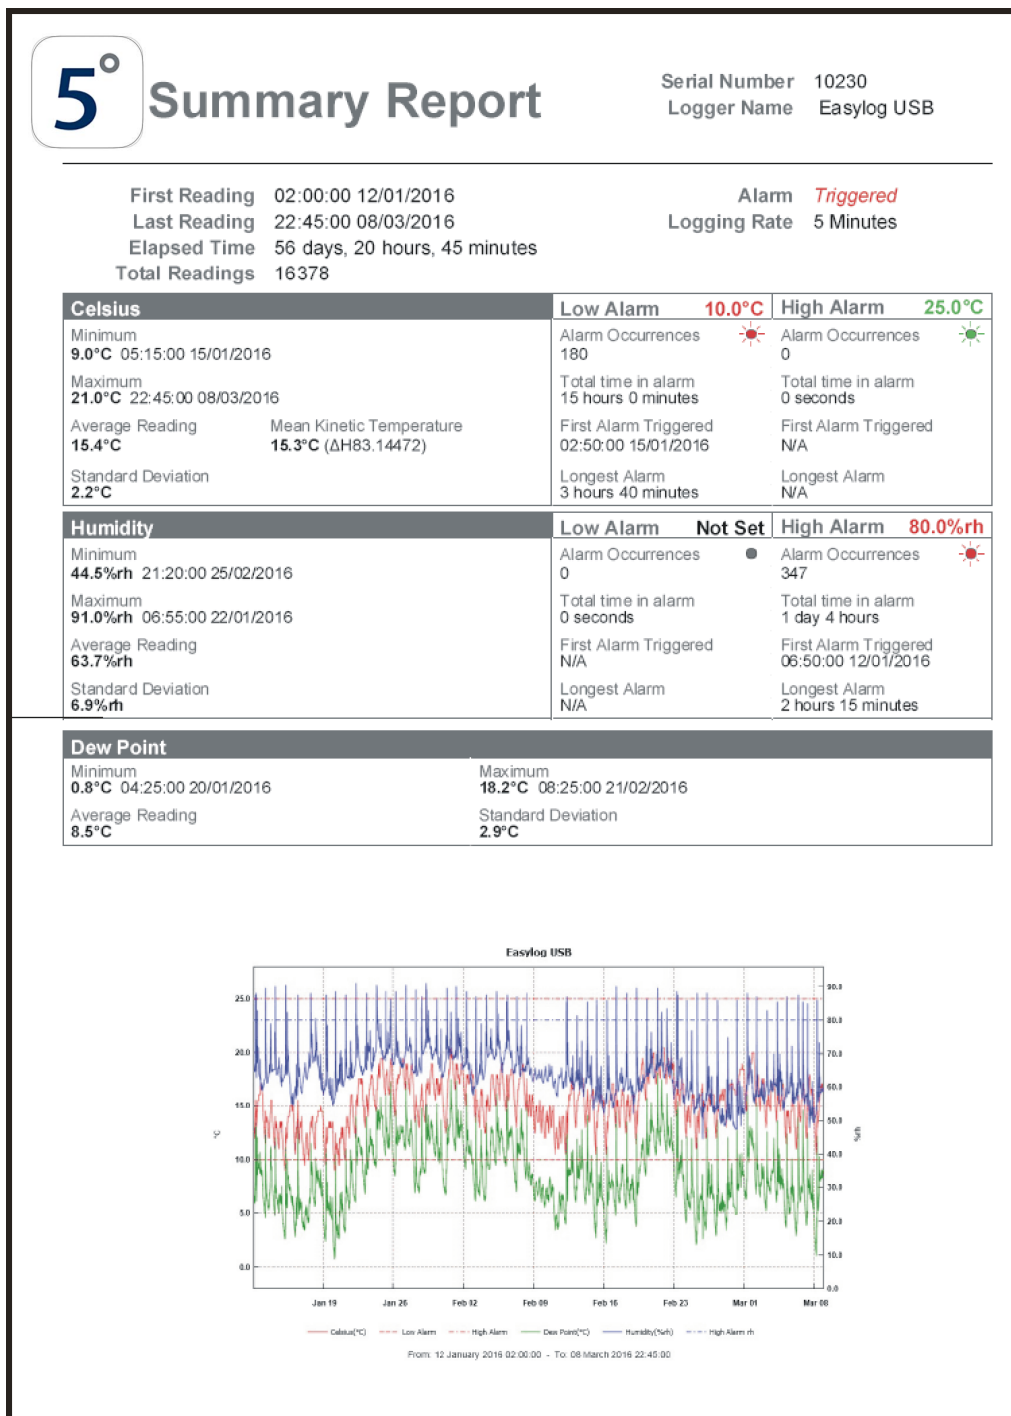 5° Summary Report
Serial Number 10230
Logger Name Easylog USB
First Reading 02:00:00 12/01/2016
Last Reading 22:45:00 08/03/2016
Elapsed Time 56 days, 20 hours, 45 minutes
Total Readings 16378
Alarm Triggered
Logging Rate 5 Minutes
Celsius
Minimum
9.0°C 05:15:00 15/01/2016
Maximum
21.0°C 22:45:00 08/03/2016
Average Reading Mean Kinetic Temperature
15.4°C 15.3°C (ΔH83.14472)
Standard Deviation
2.2°C
Low Alarm 10.0°C
Alarm Occurrences
180
Total time in alarm
15 hours 0 minutes
First Alarm Triggered
02:50:00 15/01/2016
Longest Alarm
3 hours 40 minutes
High Alarm 25.0°C
Alarm Occurrences
0
Total time in alarm
0 seconds
First Alarm Triggered
N/A
Longest Alarm
N/A
Humidity
Minimum
44.5%rh 21:20:00 25/02/2016
Maximum
91.0%rh 06:55:00 22/01/2016
Average Reading
63.7%rh
Standard Deviation
6.9%rh
Low Alarm Not Set
Alarm Occurrences
0
Total time in alarm
0 seconds
First Alarm Triggered
N/A
Longest Alarm
N/A
High Alarm 80.0%rh
Alarm Occurrences
347
Total time in alarm
1 day 4 hours
First Alarm Triggered
06:50:00 12/01/2016
Longest Alarm
2 hours 15 minutes
Dew Point
Minimum
0.8°C 04:25:00 20/01/2016
Average Reading
8.5°C
Maximum
18.2°C 08:25:00 21/02/2016
Standard Deviation
2.9°C
Easylog USB
25.0
20.0
15.0
10.0
5.0
0.0
°C
90.0
80.0
70.0
60.0
50.0
40.0
30.0
20.0
10.0
0.0
%rh
Jan 19 Jan 26 Feb 02 Feb 09 Feb 16 Feb 23 Mar 01 Mar 08
Celsius(°C) Low Alarm High Alarm Dew Point(°C) Humidity(%rh) High Alarm rh
From: 12 January 2016 02:00:00 - To: 08 March 2016 22:45:00